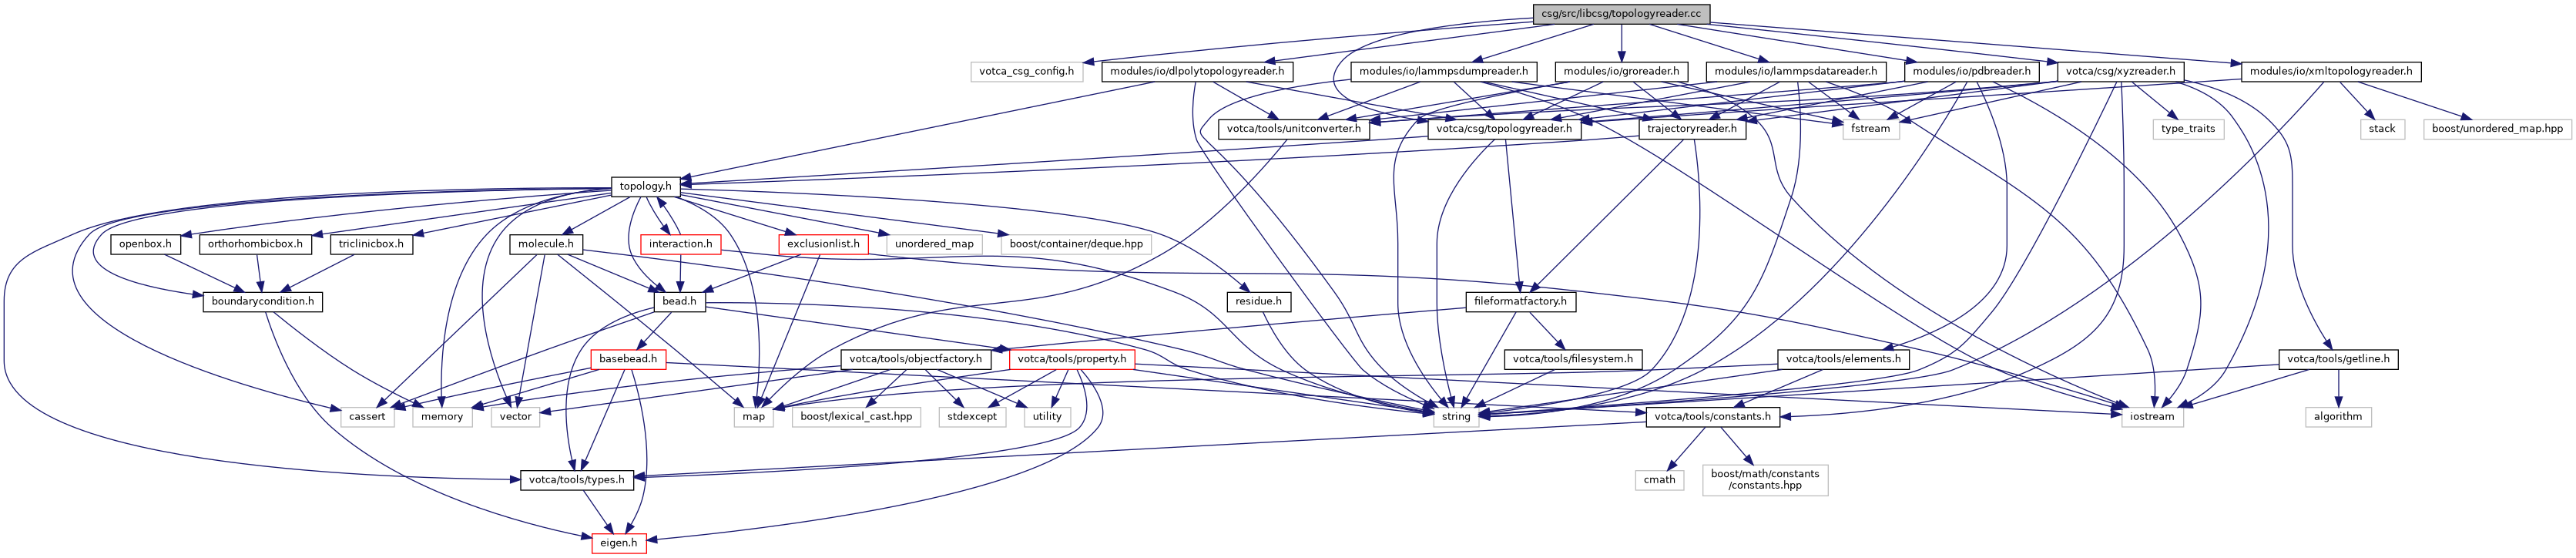 csg/src/libcsg/topologyreader.cc
votca_csg_config.h
modules/io/dlpolytopologyreader.h
modules/io/lammpsdumpreader.h
modules/io/groreader.h
modules/io/lammpsdatareader.h
modules/io/pdbreader.h
votca/csg/xyzreader.h
modules/io/xmltopologyreader.h
votca/tools/unitconverter.h
votca/csg/topologyreader.h
trajectoryreader.h
fstream
type_traits
stack
boost/unordered_map.hpp
topology.h
openbox.h
orthorhombicbox.h
triclinicbox.h
molecule.h
interaction.h
exclusionlist.h
unordered_map
boost/container/deque.hpp
boundarycondition.h
bead.h
residue.h
fileformatfactory.h
basebead.h
votca/tools/objectfactory.h
votca/tools/property.h
votca/tools/filesystem.h
votca/tools/elements.h
votca/tools/getline.h
cassert
memory
vector
map
boost/lexical_cast.hpp
stdexcept
utility
string
votca/tools/constants.h
iostream
algorithm
votca/tools/types.h
cmath
boost/math/constants
/constants.hpp
eigen.h